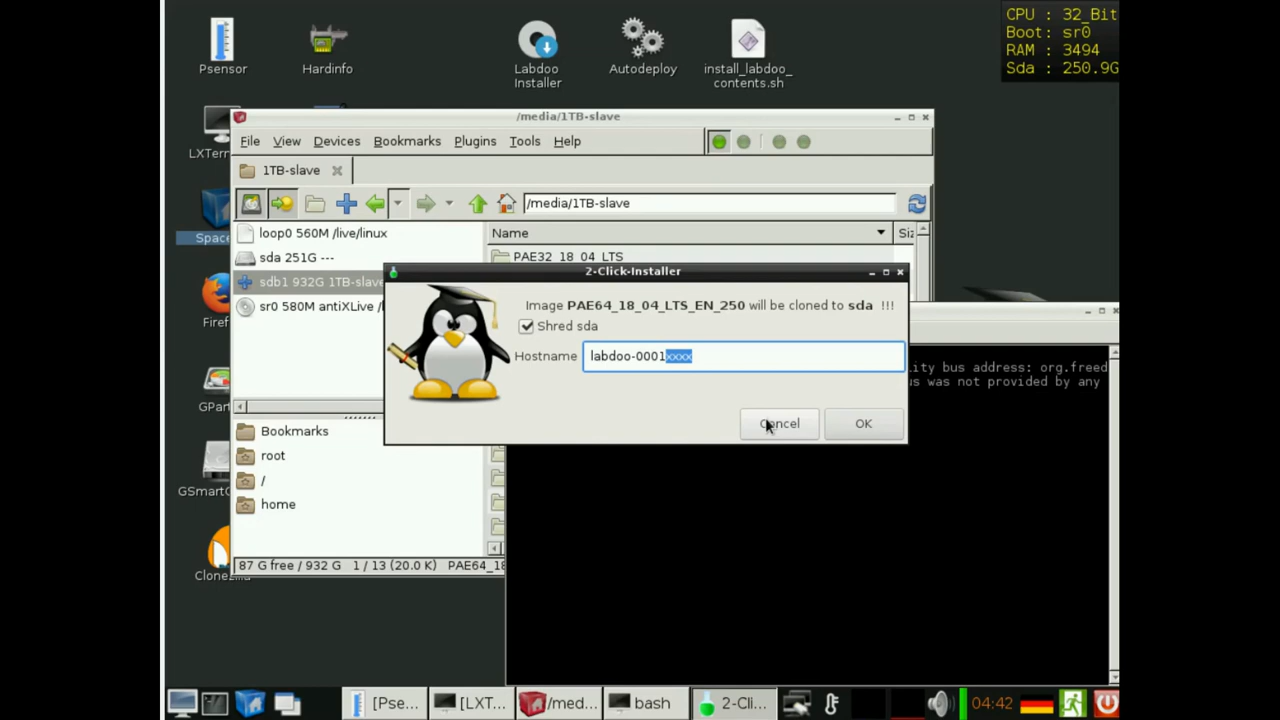 CPU : 32_Bit
Boot: sr0
RAM : 3494
Sda : 250.9G
Psensor
Hardinfo
Labdoo
Installer
Autodeploy
install_labdoo_
contents.sh
/media/1TB-slave
LXTer
File View Devices Bookmarks Plugins Tools Help
1TB-slave
/media/1TB-slave
Space
loop0 560M /live/linux
Name
Siz
sda 251G ---
PAE32_18_04_LTS
sdb1 932G 1TB-slave
2-Click-Installer
Firef
sr0 580M antiXLive /
Image PAE64_18_04_LTS_EN_250 will be cloned to sda !!!
Shred sda
Hostname labdoo-0001xxxx
lity bus address: org.freed
us was not provided by any
Cancel OK
GPart
Bookmarks
root
/
home
GSmartC
Clonezilla
87 G free / 932 G 1 / 13 (20.0 K) PAE64_18
[Pse...
[LXT...
/med...
bash
2-Cli...
04:42